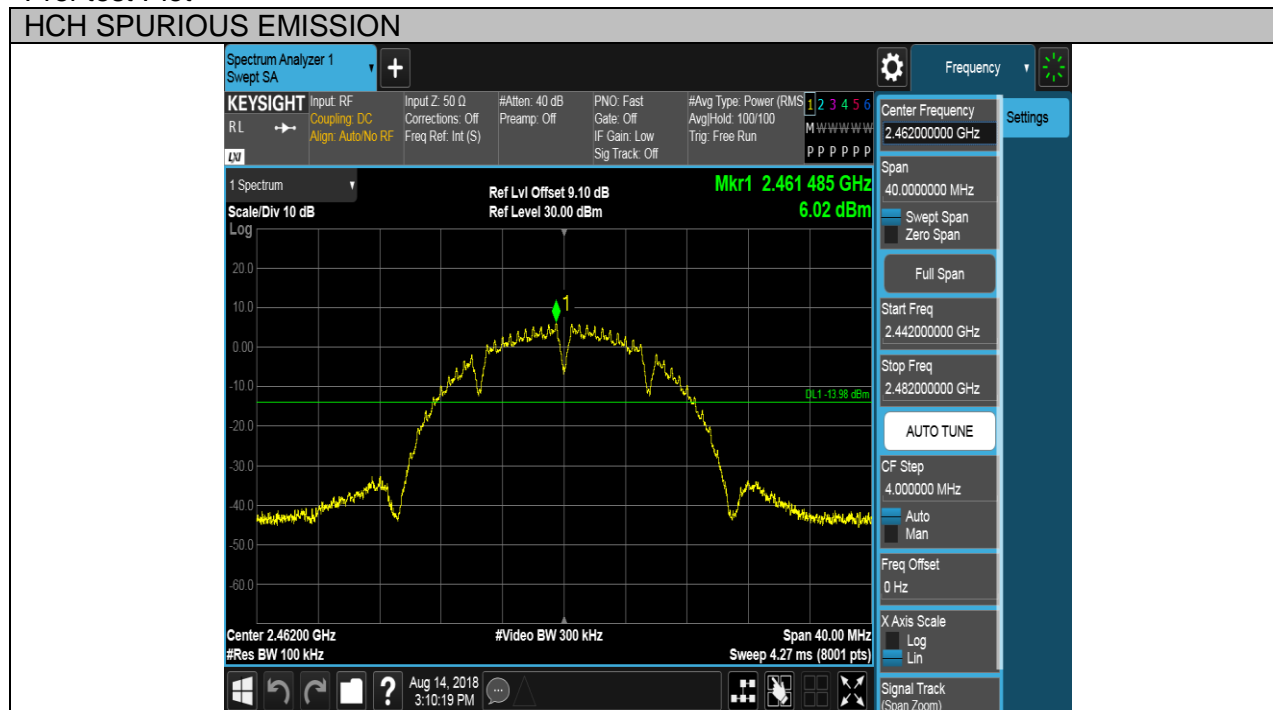 HCH SPURIOUS EMISSION
Spectrum Analyzer 1
Swept SA
+
Frequency
KEYSIGHT
RL
LXI
Input: RF
Coupling: DC
Align: Auto/No RF
Input Z: 50 Ω
Corrections: Off
Freq Ref: Int (S)
#Atten: 40 dB
Preamp: Off
PNO: Fast
Gate: Off
IF Gain: Low
Sig Track: Off
#Avg Type: Power (RMS
Avg|Hold: 100/100
Trig: Free Run
1 2 3 4 5 6
M W W W W W
P P P P P P
1 Spectrum
Scale/Div 10 dB
Log
Ref Lvl Offset 9.10 dB
Ref Level 30.00 dBm
Mkr1 2.461 485 GHz
6.02 dBm
20.0
10.0
0.00
-10.0
-20.0
-30.0
-40.0
-50.0
-60.0
1
DL1 -13.98 dBm
Center 2.46200 GHz
#Res BW 100 kHz
#Video BW 300 kHz
Span 40.00 MHz
Sweep 4.27 ms (8001 pts)
?
Aug 14, 2018
3:10:19 PM
Center Frequency
2.462000000 GHz
Settings
Span
40.0000000 MHz
Swept Span
Zero Span
Full Span
Start Freq
2.442000000 GHz
Stop Freq
2.482000000 GHz
AUTO TUNE
CF Step
4.000000 MHz
Auto
Man
Freq Offset
0 Hz
X Axis Scale
Log
Lin
Signal Track
(Span Zoom)